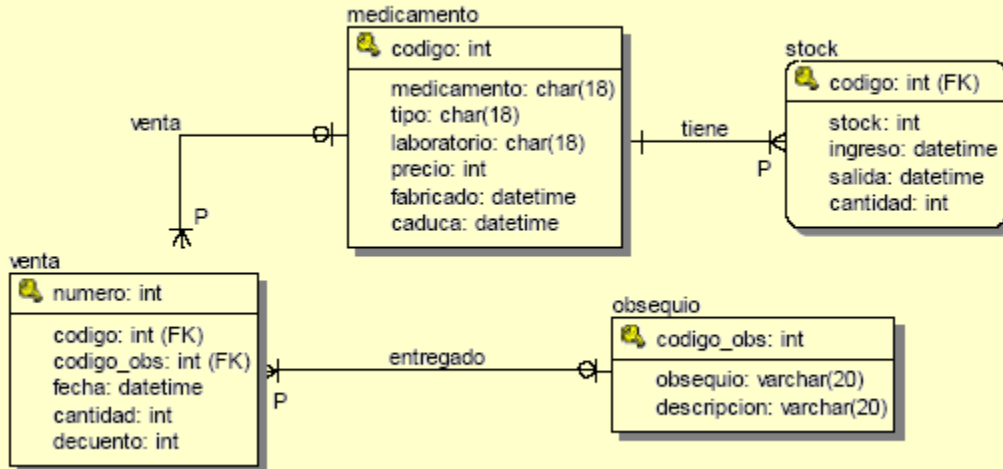 medicamento
codigo: int
medicamento: char(18)
tipo: char(18)
laboratorio: char(18)
precio: int
fabricado: datetime
caduca: datetime
stock
codigo: int (FK)
stock: int
ingreso: datetime
salida: datetime
cantidad: int
venta
P
tiene
P
venta
numero: int
codigo: int (FK)
codigo_obs: int (FK)
fecha: datetime
cantidad: int
decuento: int
entregado
P
obsequio
codigo_obs: int
obsequio: varchar(20)
descripcion: varchar(20)